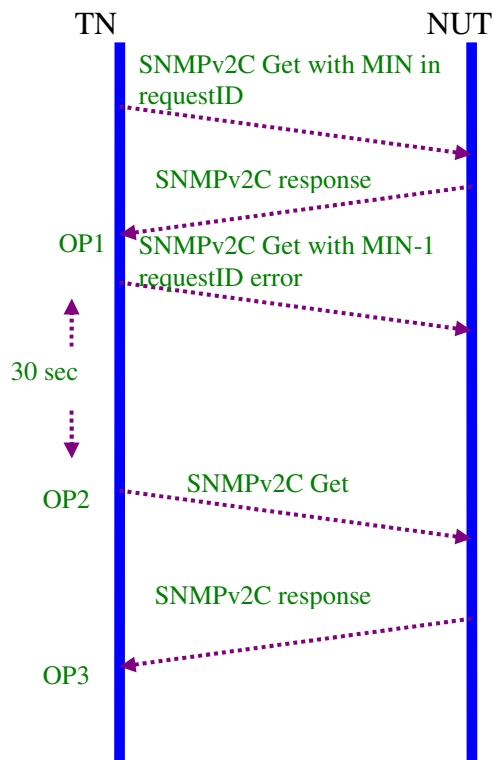 TN
NUT
SNMPv2C Get with MIN in
requestID
SNMPv2C response
OP1
SNMPv2C Get with MIN-1
requestID error
30 sec
SNMPv2C Get
OP2
SNMPv2C response
OP3